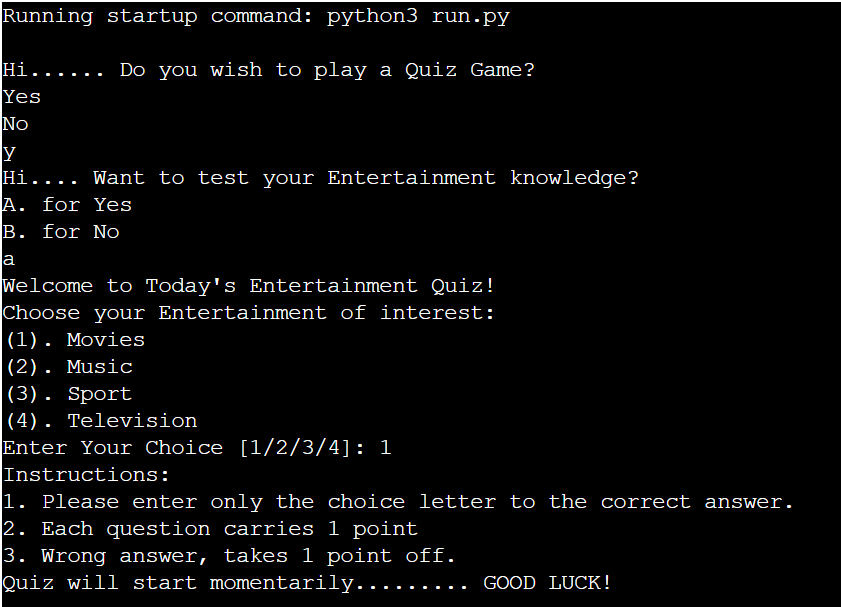 Running startup command: python3 run.py
Hi...... Do you wish to play a Quiz Game?
Yes
No
y
Hi.... Want to test your Entertainment knowledge?
A. for Yes
B. for No
a
Welcome to Today's Entertainment Quiz!
Choose your Entertainment of interest:
(1). Movies
(2). Music
(3). Sport
(4). Television
Enter Your Choice [1/2/3/4]: 1
Instructions:
1. Please enter only the choice letter to the correct answer.
2. Each question carries 1 point
3. Wrong answer, takes 1 point off.
Quiz will start momentarily......... GOOD LUCK!